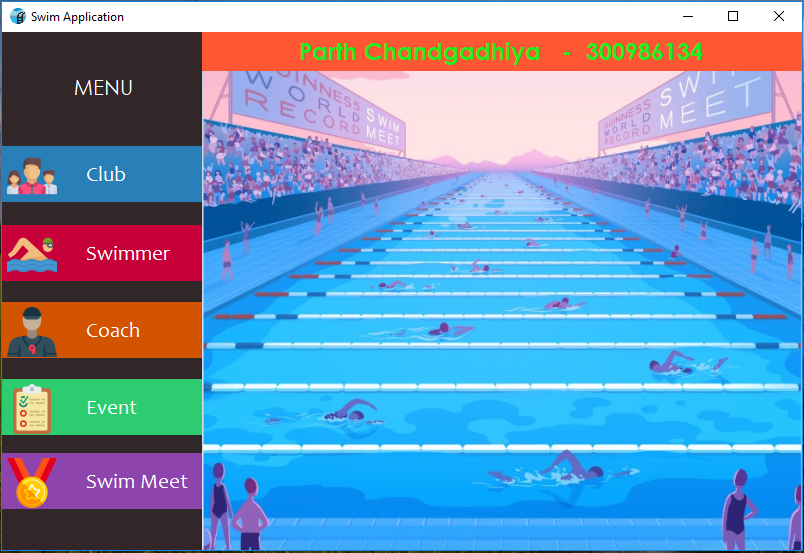 Swim Application
Parth Chandgadhiya - 300986134
MENU
Club
Swimmer
Coach
Event
Swim Meet
GUINNESS
WORLD
RECORD
SWIM
MEET
GUINNESS
WORLD
RECORD
SWIM
MEET